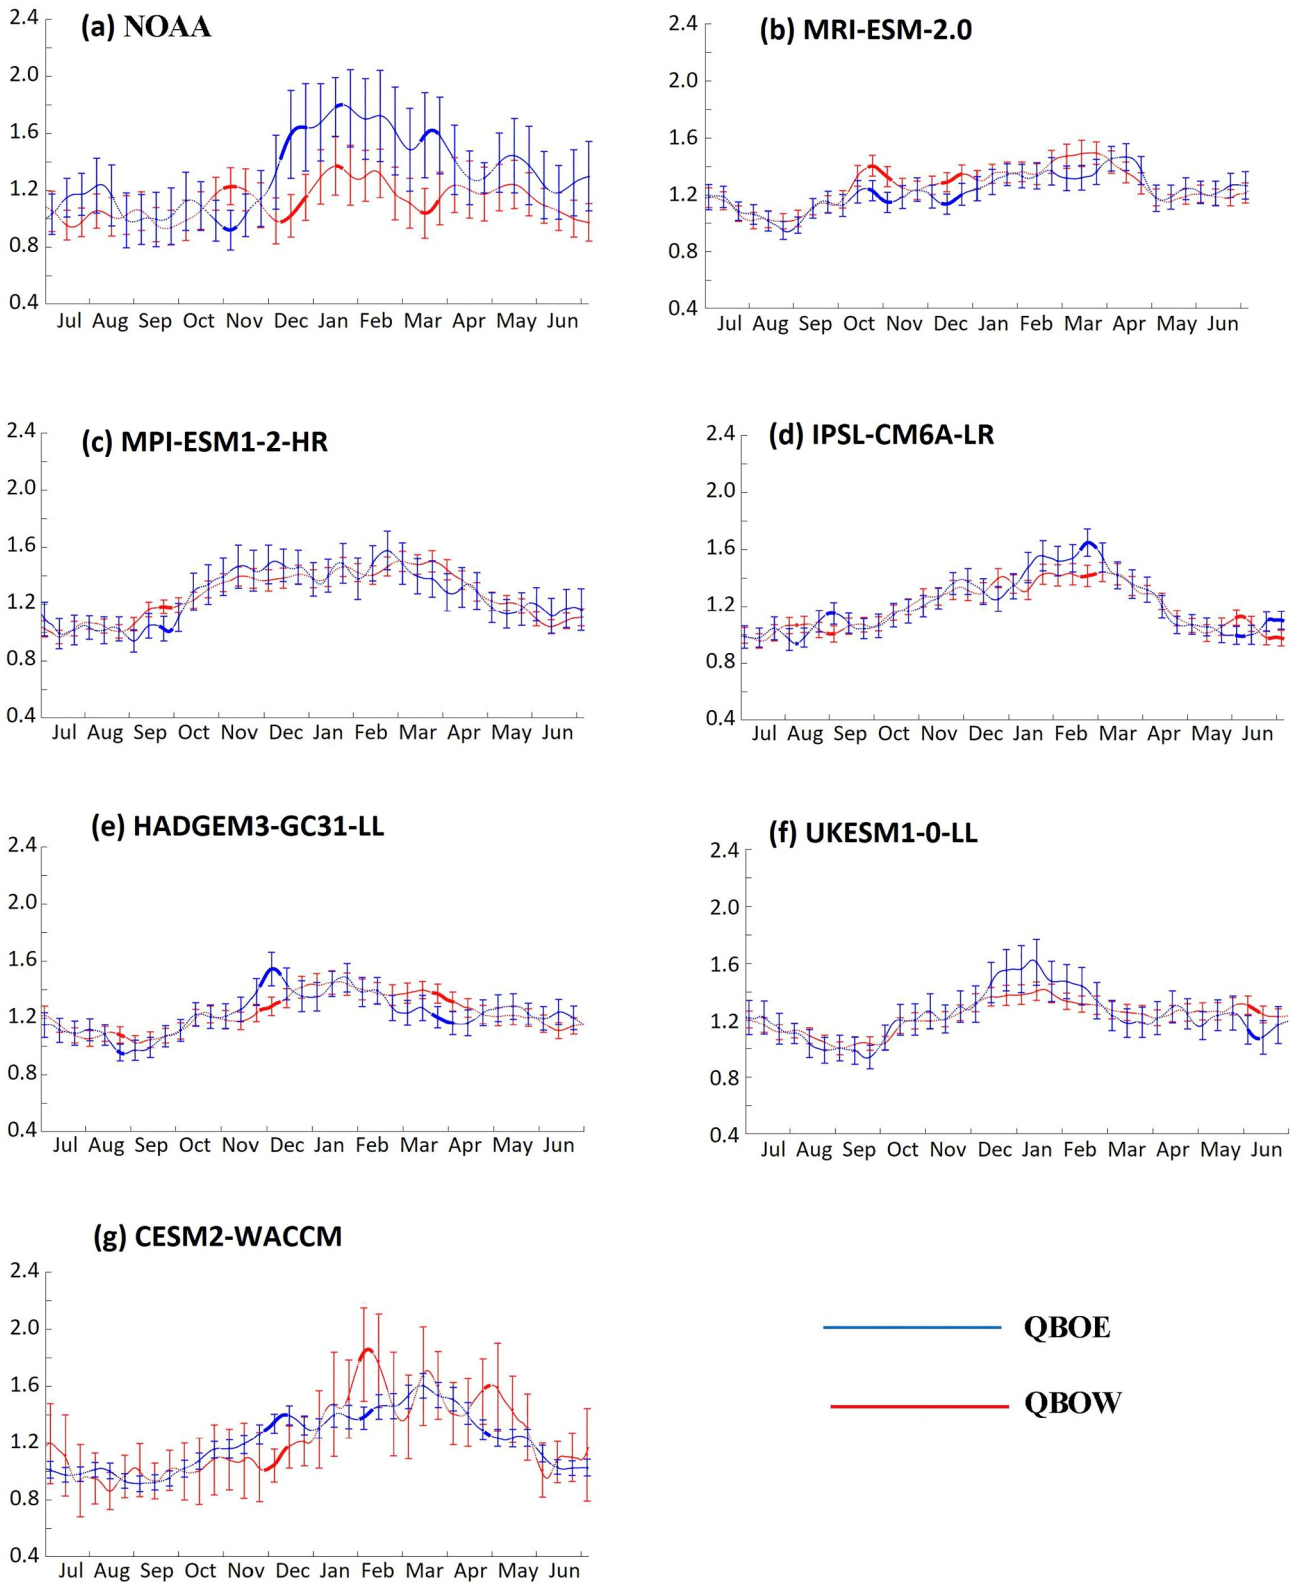 (a) NOAA
2.4
2.0
1.6
1.2
0.8
0.4
Jul Aug Sep Oct Nov Dec Jan Feb Mar Apr May Jun
(b) MRI-ESM-2.0
2.4
2.0
1.6
1.2
0.8
0.4
Jul Aug Sep Oct Nov Dec Jan Feb Mar Apr May Jun
(c) MPI-ESM1-2-HR
2.4
2.0
1.6
1.2
0.8
0.4
Jul Aug Sep Oct Nov Dec Jan Feb Mar Apr May Jun
(d) IPSL-CM6A-LR
2.4
2.0
1.6
1.2
0.8
0.4
Jul Aug Sep Oct Nov Dec Jan Feb Mar Apr May Jun
(e) HADGEM3-GC31-LL
2.4
2.0
1.6
1.2
0.8
0.4
Jul Aug Sep Oct Nov Dec Jan Feb Mar Apr May Jun
(f) UKESM1-0-LL
2.4
2.0
1.6
1.2
0.8
0.4
Jul Aug Sep Oct Nov Dec Jan Feb Mar Apr May Jun
(g) CESM2-WACCM
2.4
2.0
1.6
1.2
0.8
0.4
Jul Aug Sep Oct Nov Dec Jan Feb Mar Apr May Jun
QBOE
QBOW